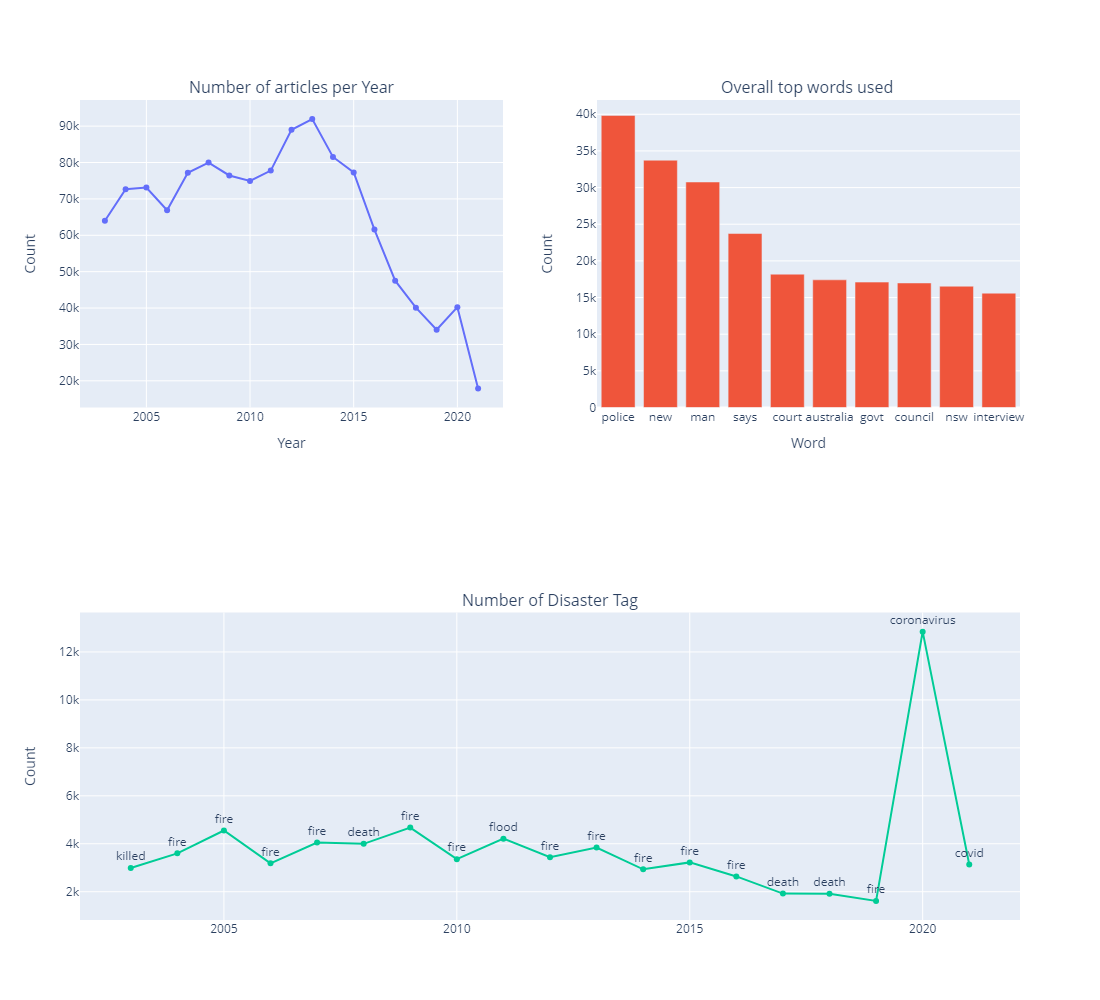 Number of articles per Year
90k
80k
70k
60k
50k
40k
30k
20k
Count
2005 2010 2015 2020
Year
Overall top words used
40k
35k
30k
25k
20k
15k
10k
5k
0
Count
police new man says court australia govt council nsw interview
Word
Number of Disaster Tag
12k
10k
8k
6k
4k
2k
Count
killed fire fire fire fire death fire fire flood fire fire fire fire fire death death fire coronavirus covid
2005 2010 2015 2020